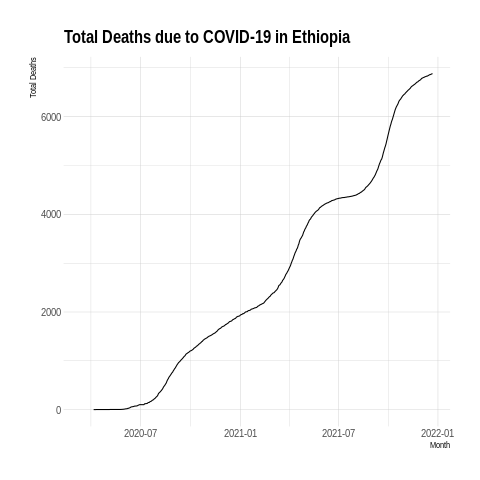 Total Deaths due to COVID-19 in Ethiopia
Total Deaths
6000
4000
2000
0
2020-07 2021-01 2021-07 2022-01
Month